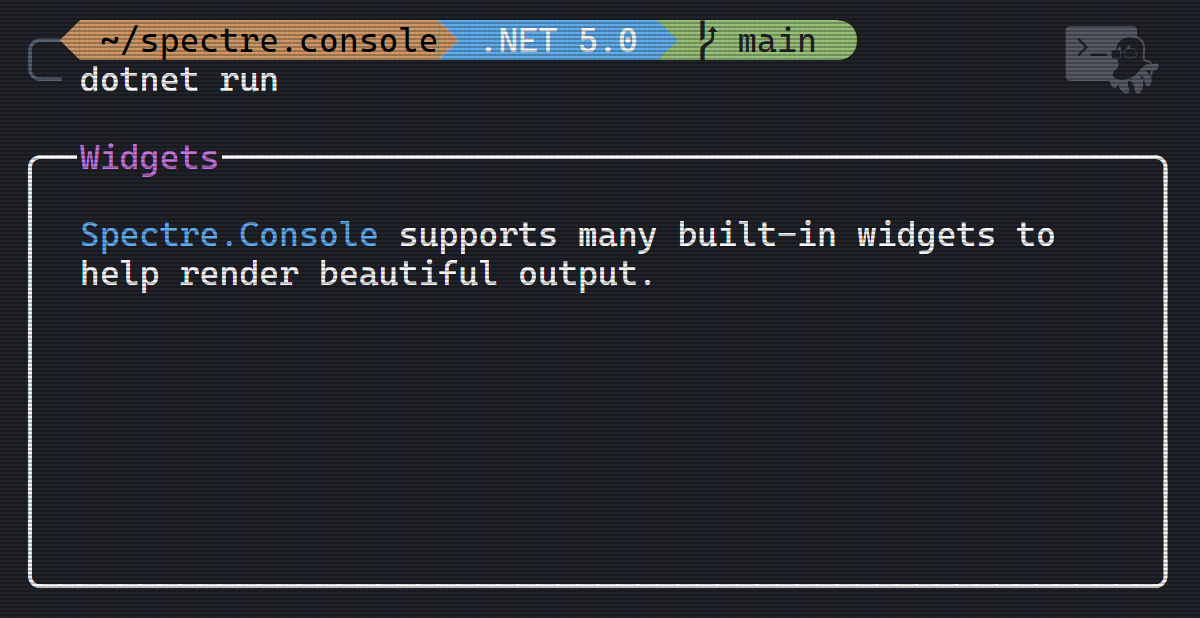 ~/spectre.console .NET 5.0 main
dotnet run
Widgets
Spectre.Console supports many built-in widgets to
help render beautiful output.